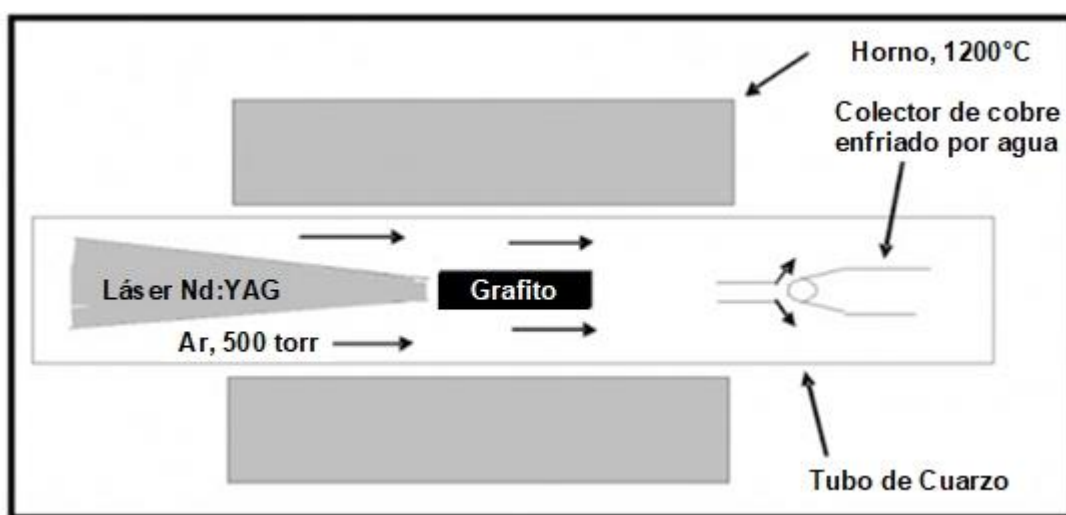 Horno, 1200°C
Colector de cobre
enfriado por agua
Láser Nd:YAG
Grafito
Ar, 500 torr
Tubo de Cuarzo